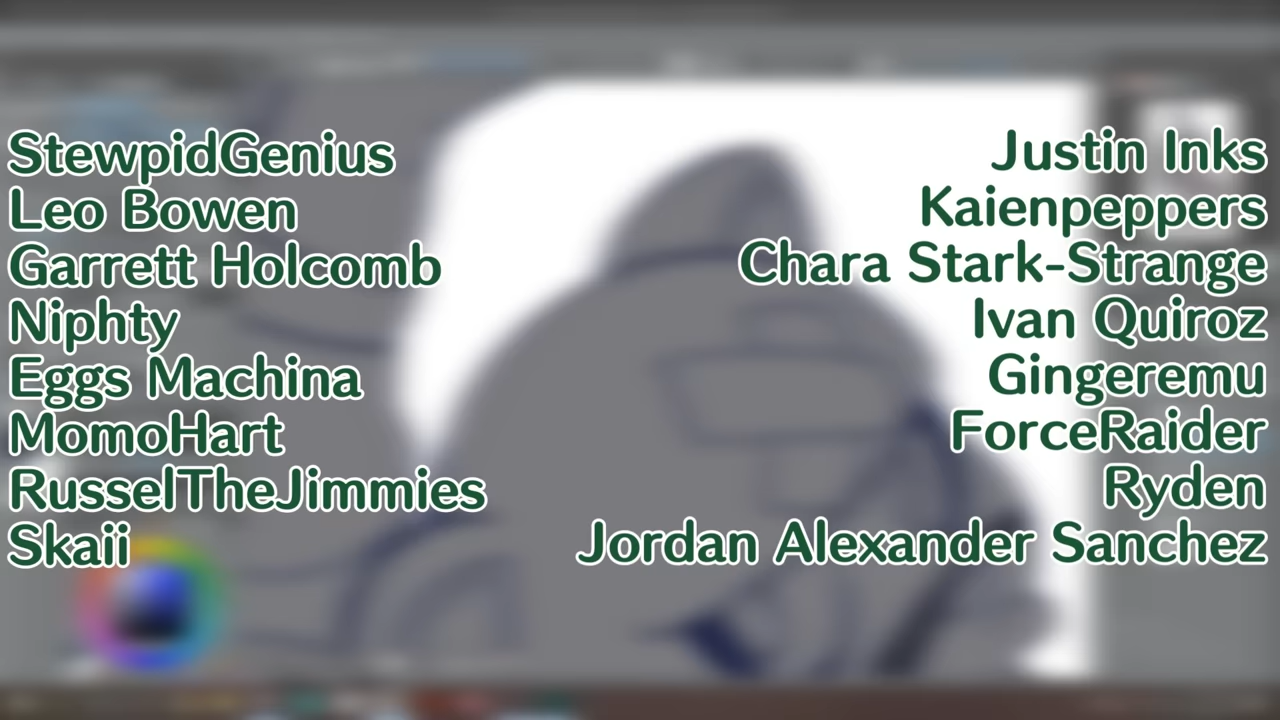 StewpidGenius
Leo Bowen
Garrett Holcomb
Niphty
Eggs Machina
MomoHart
RusselTheJimmies
Skaii
Justin Inks
Kaienpeppers
Chara Stark-Strange
Ivan Quiroz
Gingeremu
ForceRaider
Ryden
Jordan Alexander Sanchez